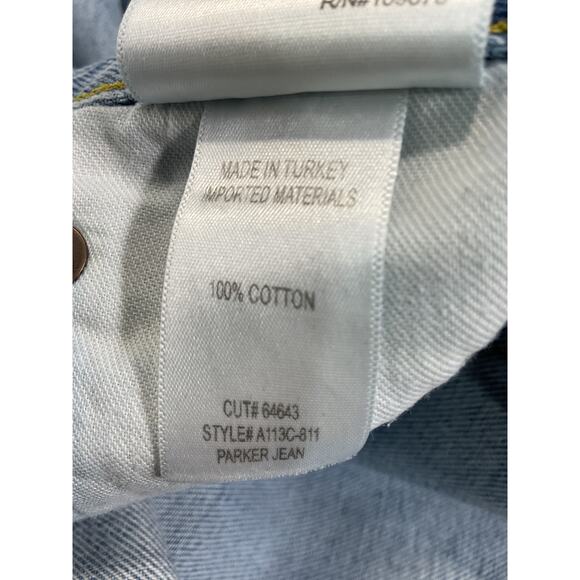 MADE IN TURKEY
IMPORTED MATERIALS
100% COTTON
CUT# 64643
STYLE# A113C-811
PARKER JEAN